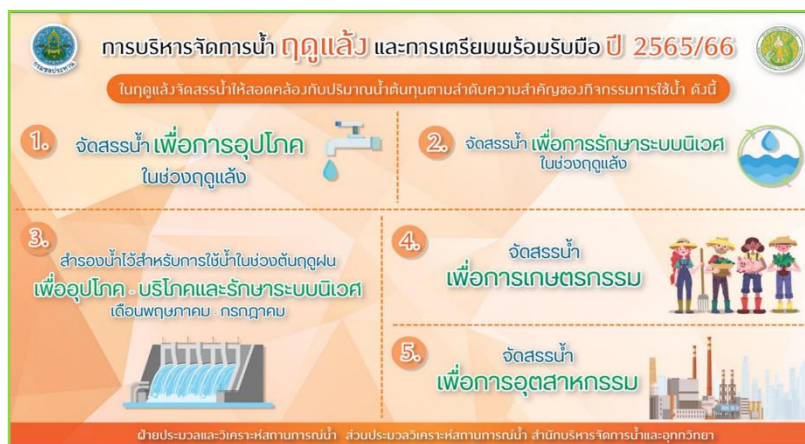 การบริหารจัดการน้ำ ฤดูแล้ง และการเตรียมพร้อมรับมือ ปี 2565/66
กรมชลประทาน
ในฤดูแล้งจัดสรรน้ำให้สอดคล้องกับปริมาณน้ำต้นทุนตามลำดับความสำคัญของกิจกรรมการใช้น้ำ ดังนี้
1.
จัดสรรน้ำ เพื่อการอุปโภค
ในช่วงฤดูแล้ง
2.
จัดสรรน้ำ เพื่อการรักษาระบบนิเวศ
ในช่วงฤดูแล้ง
3.
สำรองน้ำไว้สำหรับการใช้น้ำในช่วงต้นฤดูฝน
เพื่ออุปโภค - บริโภคและรักษาระบบนิเวศ
เดือนพฤษภาคม - กรกฎาคม
4.
จัดสรรน้ำ
เพื่อการเกษตรกรรม
5.
จัดสรรน้ำ
เพื่อการอุตสาหกรรม
ฝ่ายประมวลและวิเคราะห์สถานการณ์น้ำ ส่วนประมวลวิเคราะห์สถานการณ์น้ำ สำนักบริหารจัดการน้ำและอุทกวิทยา